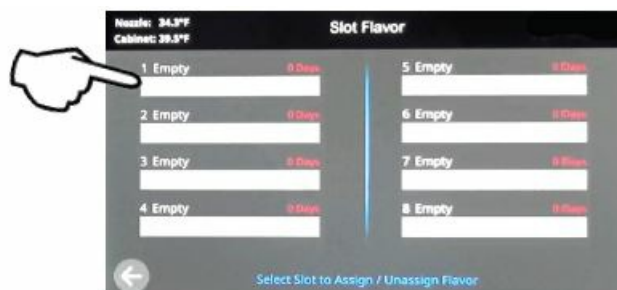 Nozzle: 34.3°F
Cabinet: 39.5°F
Slot Flavor
1 Empty 0 Days
2 Empty 0 Days
3 Empty 0 Days
4 Empty 0 Days
5 Empty 0 Days
6 Empty 0 Days
7 Empty 0 Days
8 Empty 0 Days
Select Slot to Assign / Unassign Flavor